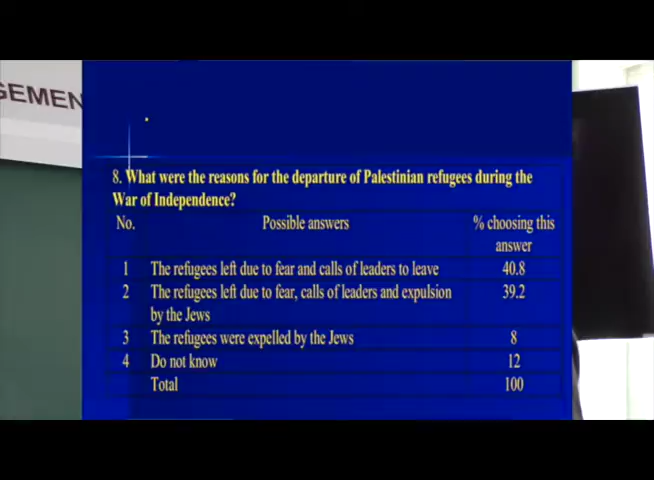 GEMEN
8. What were the reasons for the departure of Palestinian refugees during the
War of Independence?
No. Possible answers % choosing this
answer
1 The refugees left due to fear and calls of leaders to leave 40.8
2 The refugees left due to fear, calls of leaders and expulsion 39.2
by the Jews
3 The refugees were expelled by the Jews 8
4 Do not know 12
Total 100